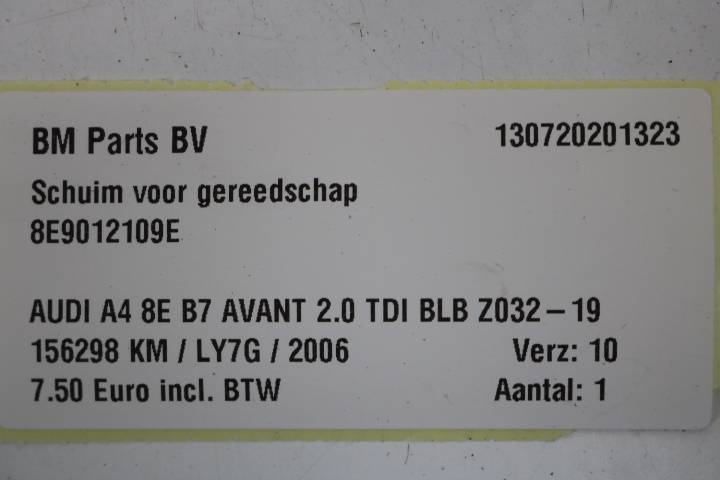 BM Parts BV 130720201323
Schuim voor gereedschap
8E9012109E
AUDI A4 8E B7 AVANT 2.0 TDI BLB Z032-19
156298 KM / LY7G / 2006 Verz: 10
7.50 Euro incl. BTW Aantal: 1